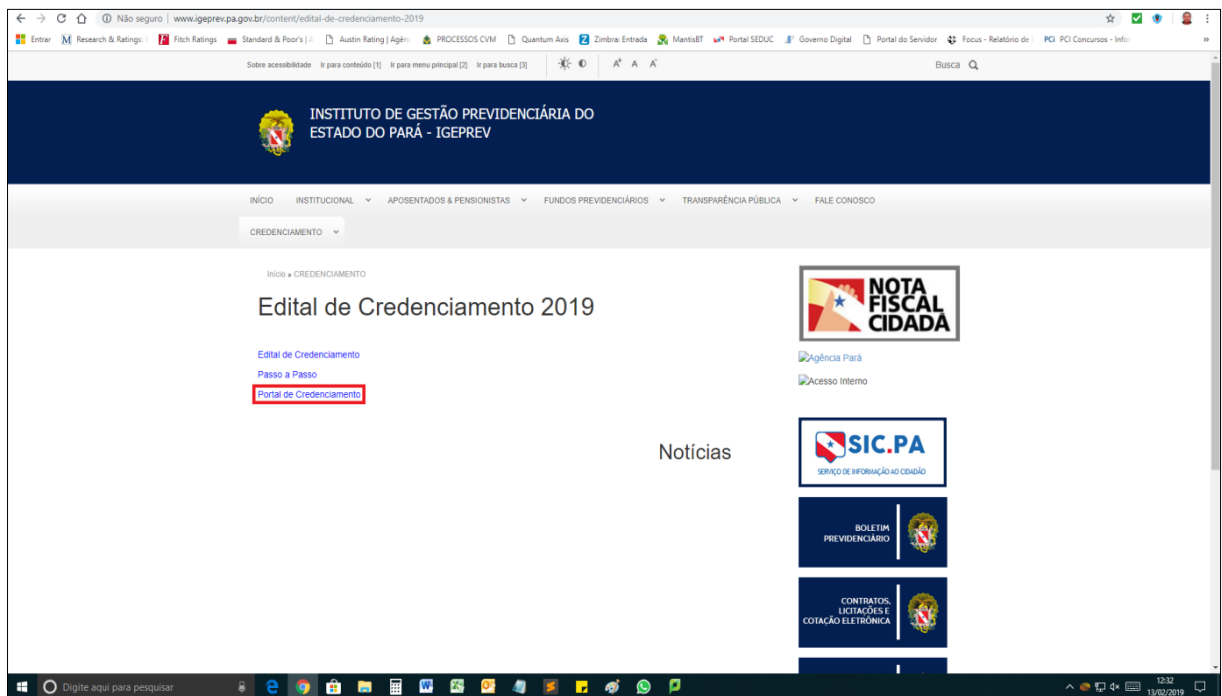 Não seguro | www.igeprev.pa.gov.br/content/edital-de-credenciamento-2019
Entrar Research & Ratings: Fitch Ratings Standard & Poor's | Austin Rating | Agên PROCESSOS CVM Quantum Axis Zimbra: Entrada MantisBT Portal SEDUC Governo Digital Portal do Servidor Focus - Relatório de PCI Concursos - Info
Sobre acessibilidade Ir para conteúdo [1] Ir para menu principal [2] Ir para busca [3] A+ A A- Busca
INSTITUTO DE GESTÃO PREVIDENCIÁRIA DO
ESTADO DO PARÁ - IGEPREV
INÍCIO INSTITUCIONAL APOSENTADOS & PENSIONISTAS FUNDOS PREVIDENCIÁRIOS TRANSPARÊNCIA PÚBLICA FALE CONOSCO
CREDENCIAMENTO
Início » CREDENCIAMENTO
Edital de Credenciamento 2019
Edital de Credenciamento
Passo a Passo
Portal de Credenciamento
Notícias
NOTA
FISCAL
CIDADÃ
Agência Pará
Acesso Interno
SIC.PA
SERVIÇO DE INFORMAÇÃO AO CIDADÃO
BOLETIM
PREVIDENCIÁRIO
CONTRATOS,
LICITAÇÕES E
COTAÇÃO ELETRÔNICA
Digite aqui para pesquisar
12:32
13/02/2019